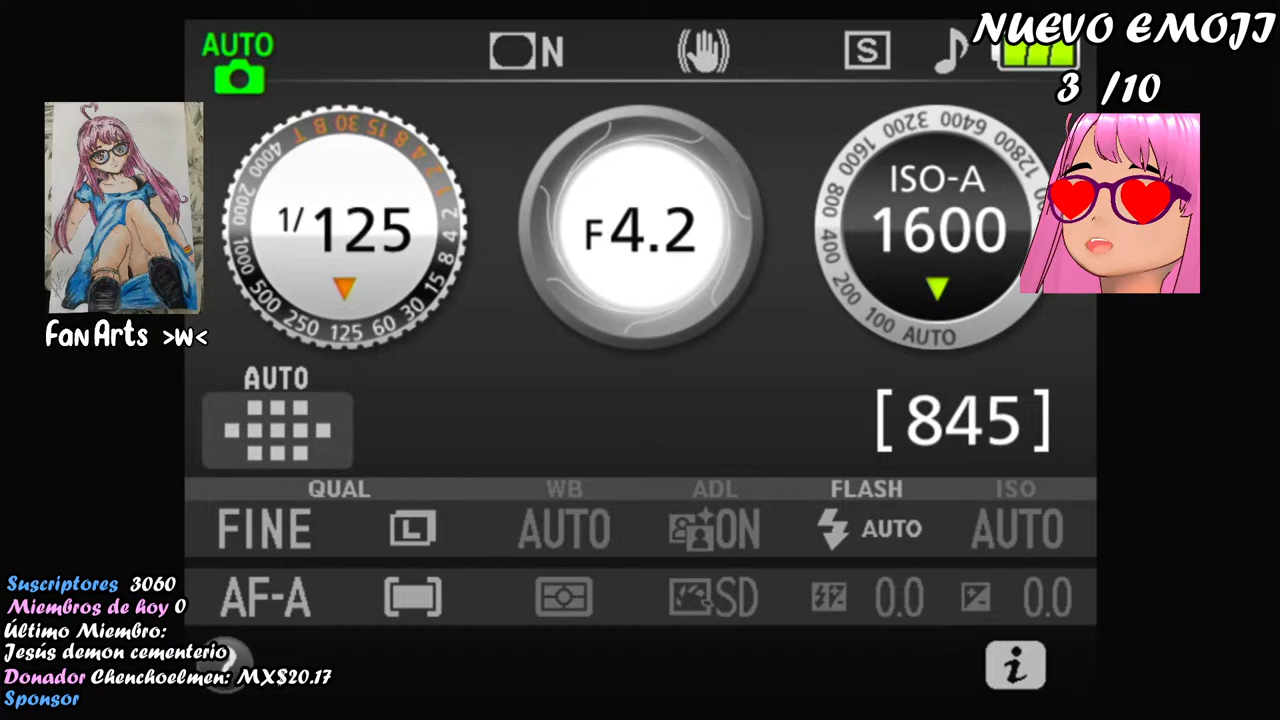 AUTO
N
S
NUEVO EMOJI
3 /10
4000 T B 30 15 8 4 2 1
2000 1000 500 250 125 60 30 15 8 4 2
1/125
F4.2
3200 6400 12800
1600 800 400 200 100 AUTO
ISO-A
1600
Fan Arts >w<
AUTO
[845]
QUAL WB ADL FLASH ISO
FINE L AUTO ON AUTO AUTO
AF-A SD 0.0 0.0
Suscriptores 3060
Miembros de hoy 0
Último Miembro:
Jesús demon cementerio
Donador Chenchoelmen: MX$20.17
Sponsor
?
i